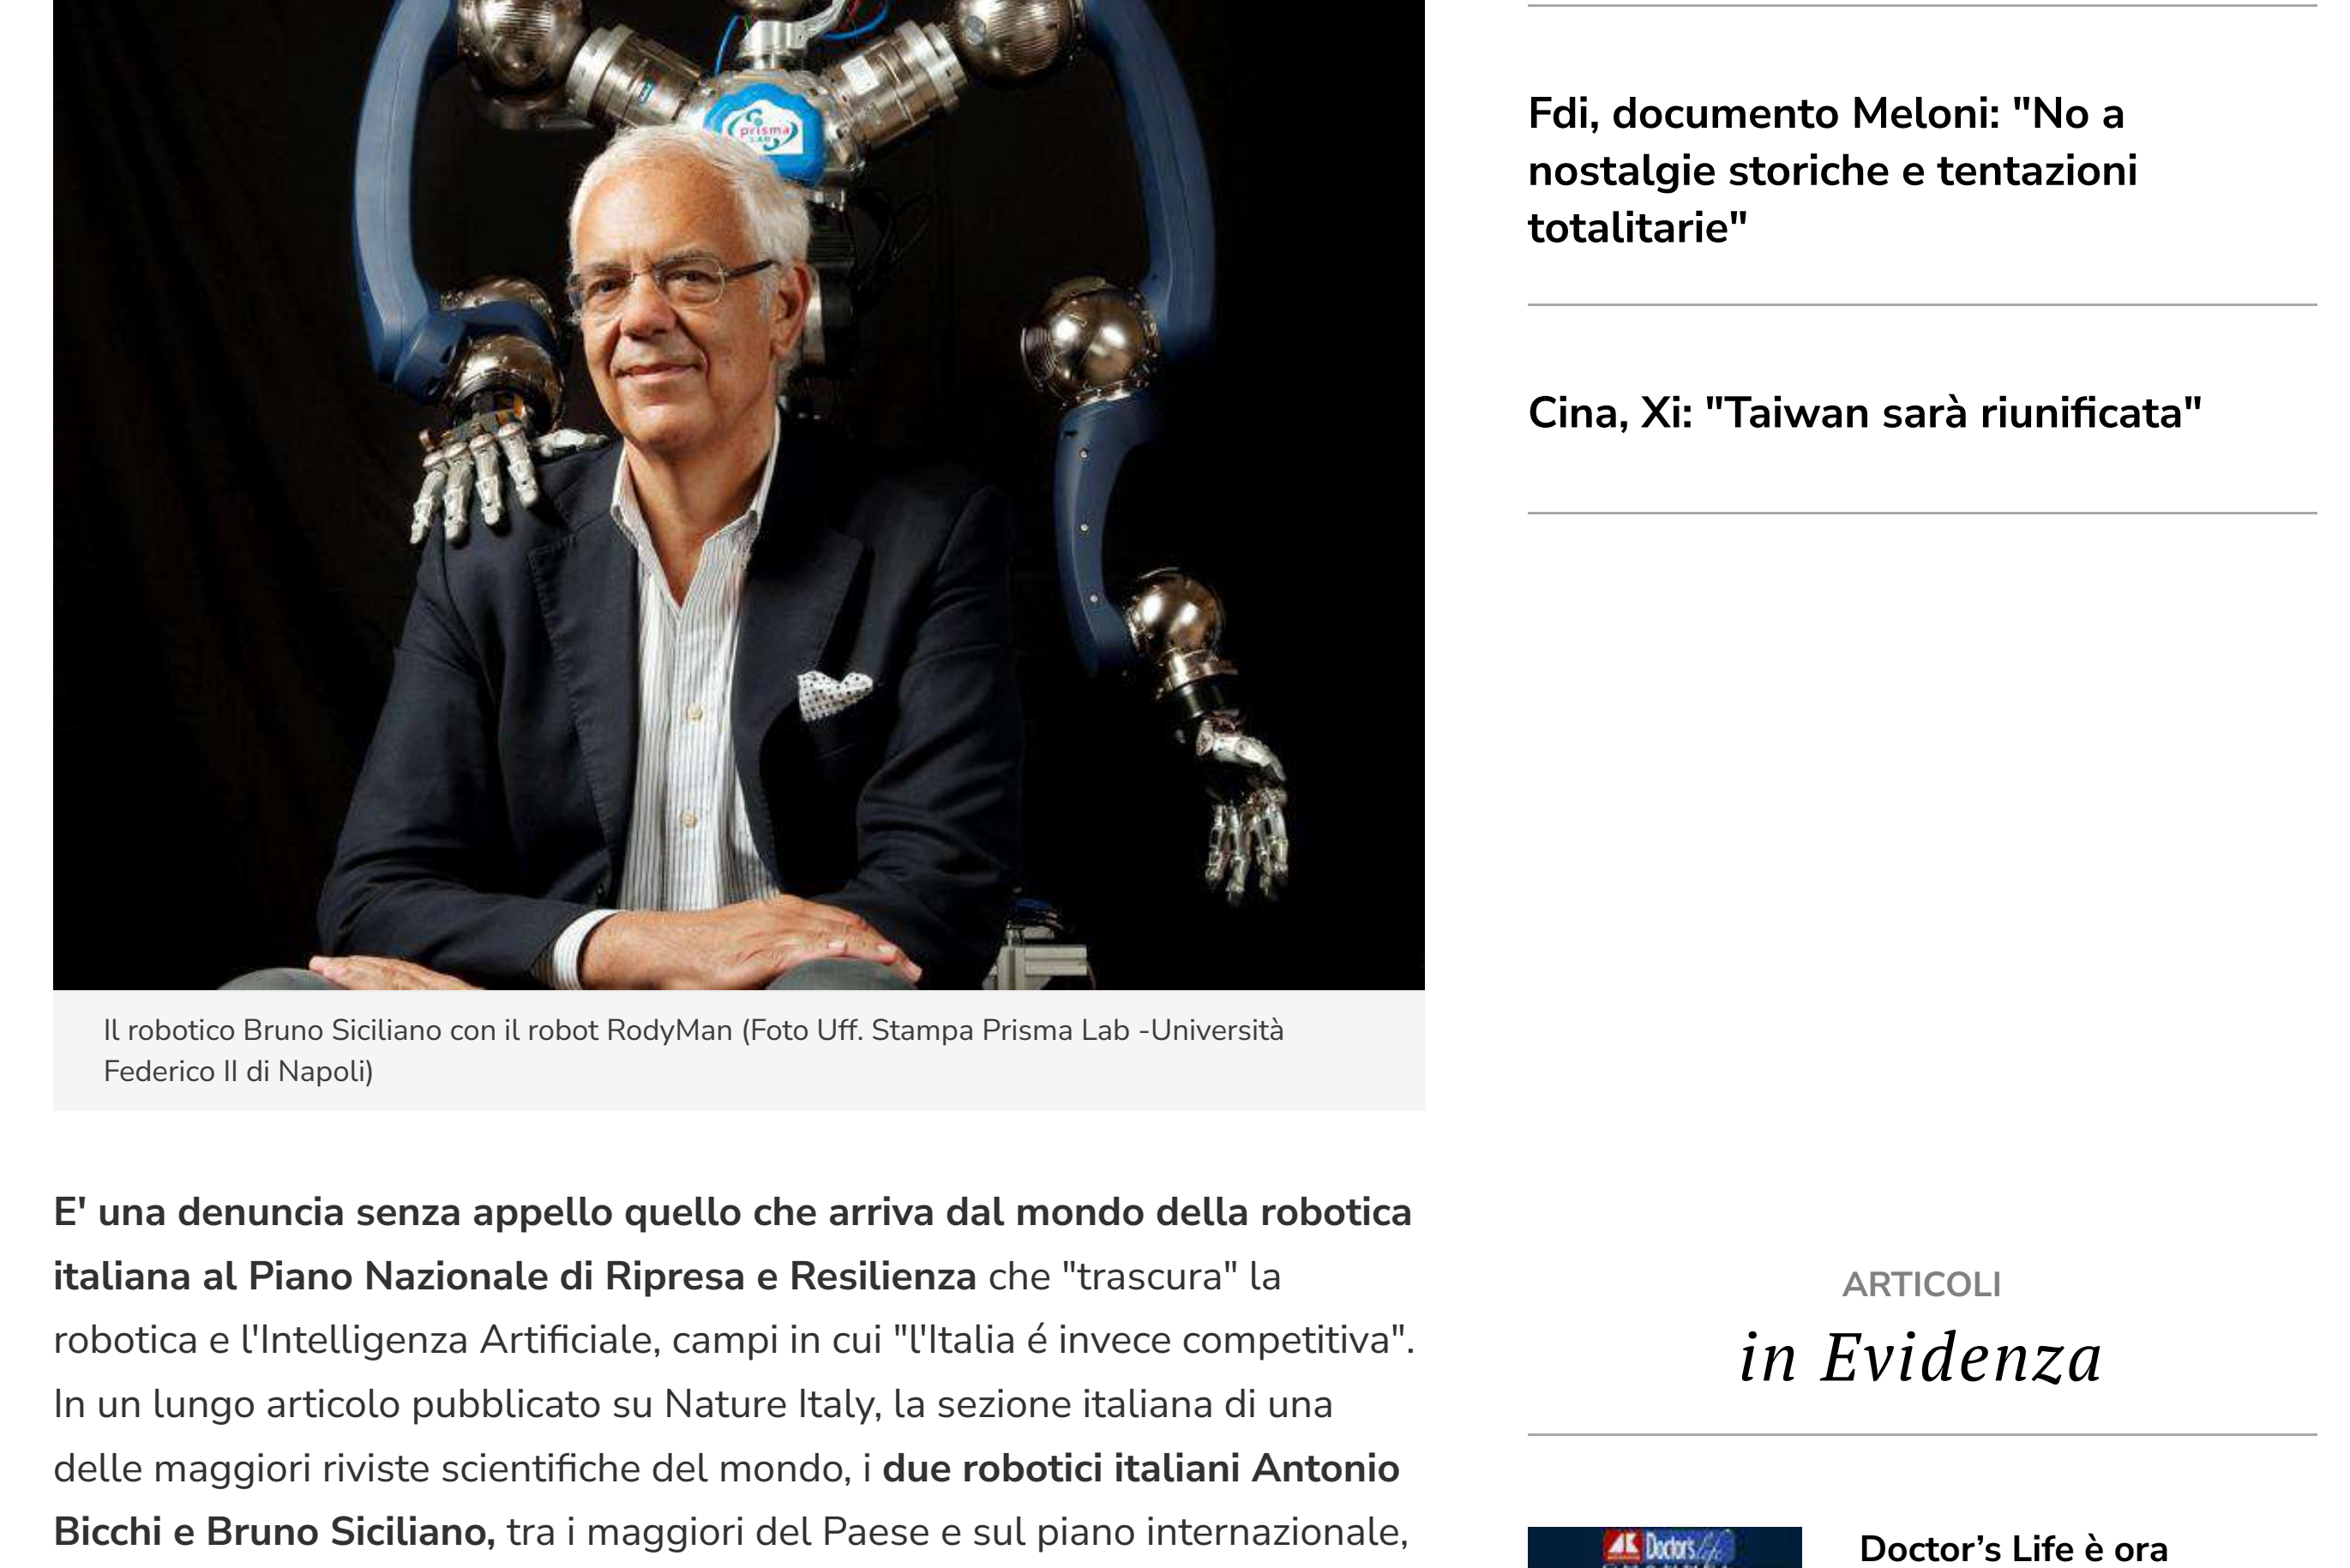 prisma
LAB
Il robotico Bruno Siciliano con il robot RodyMan (Foto Uff. Stampa Prisma Lab -Università
Federico II di Napoli)
E' una denuncia senza appello quello che arriva dal mondo della robotica
italiana al Piano Nazionale di Ripresa e Resilienza che "trascura" la
robotica e l'Intelligenza Artificiale, campi in cui "l'Italia é invece competitiva".
In un lungo articolo pubblicato su Nature Italy, la sezione italiana di una
delle maggiori riviste scientifiche del mondo, i due robotici italiani Antonio
Bicchi e Bruno Siciliano, tra i maggiori del Paese e sul piano internazionale,
Fdi, documento Meloni: "No a
nostalgie storiche e tentazioni
totalitarie"
Cina, Xi: "Taiwan sarà riunificata"
ARTICOLI
in Evidenza
Doctor's life
Doctor’s Life è ora